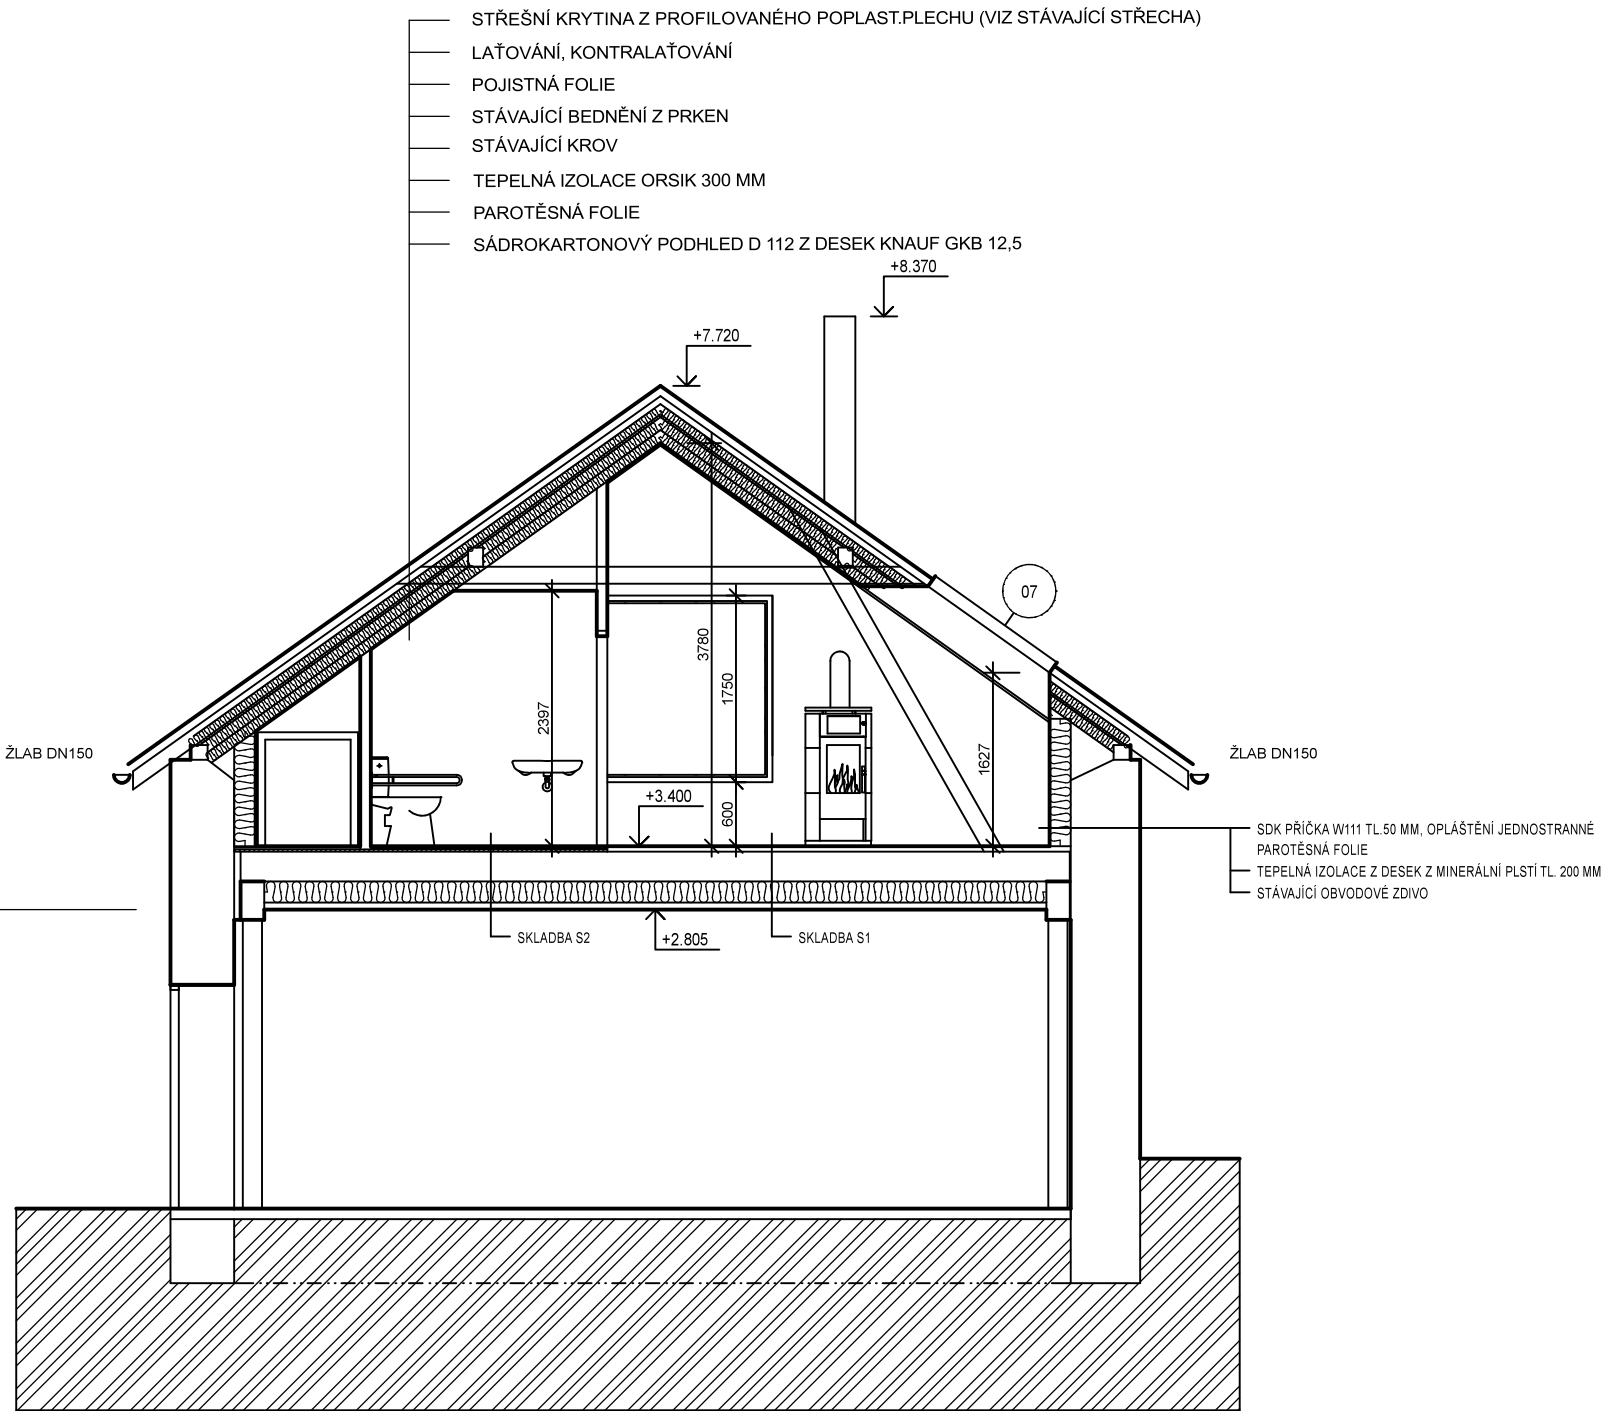 STŘEŠNÍ KRYTINA Z PROFILOVANÉHO POPLAST.PLECHU (VIZ STÁVAJÍCÍ STŘECHA)
LAŤOVÁNÍ, KONTRALAŤOVÁNÍ
POJISTNÁ FOLIE
STÁVAJÍCÍ BEDNĚNÍ Z PRKEN
STÁVAJÍCÍ KROV
TEPELNÁ IZOLACE ORSIK 300 MM
PAROTĚSNÁ FOLIE
SÁDROKARTONOVÝ PODHLED D 112 Z DESEK KNAUF GKB 12,5
+8.370
+7.720
07
3780
1750
2397
1627
ŽLAB DN150
ŽLAB DN150
+3.400
600
SDK PŘÍČKA W111 TL.50 MM, OPLÁŠTĚNÍ JEDNOSTRANNÉ
PAROTĚSNÁ FOLIE
TEPELNÁ IZOLACE Z DESEK Z MINERÁLNÍ PLSTÍ TL. 200 MM
STÁVAJÍCÍ OBVODOVÉ ZDIVO
SKLADBA S2
+2.805
SKLADBA S1